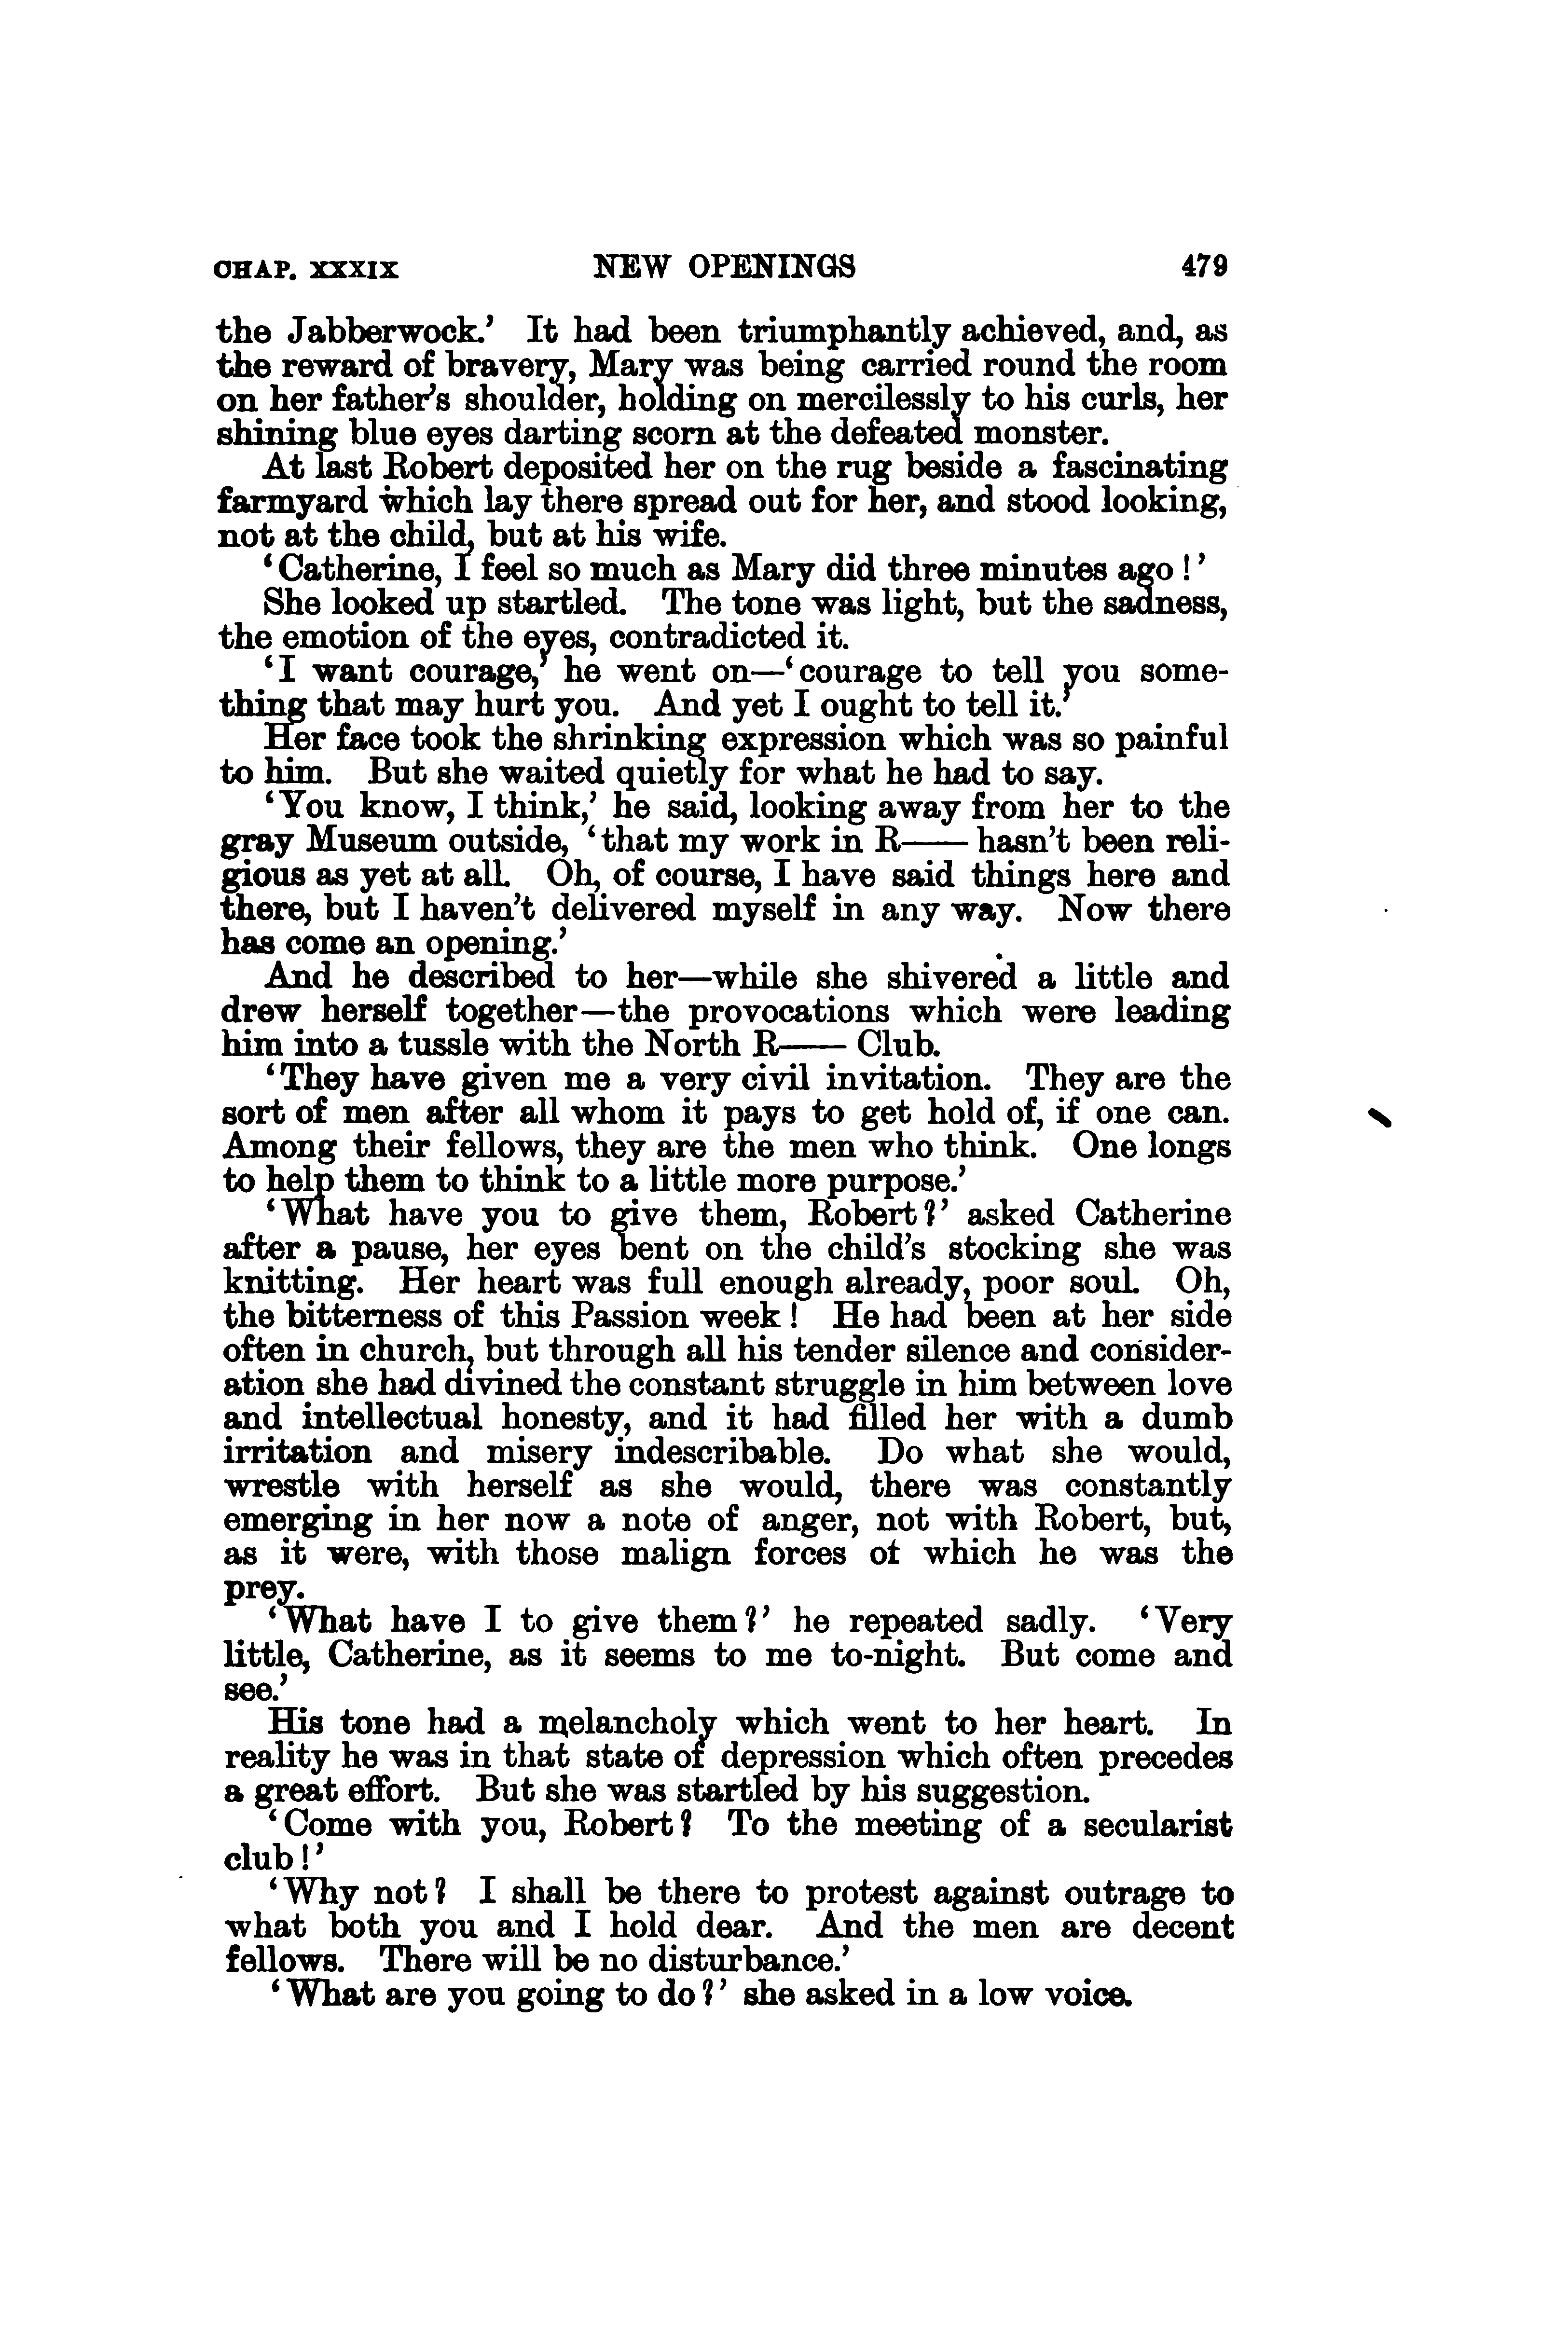 CHAP. XXXIX NEW OPENINGS 479
the Jabberwock.’ It had been triumphantly achieved, and, as
the reward of bravery, Mary was being carried round the room
on her father’s shoulder, holding on mercilessly to his curls, her
shining blue eyes darting scorn at the defeated monster.
At last Robert deposited her on the rug beside a fascinating
farmyard which lay there spread out for her, and stood looking,
not at the child, but at his wife.
‘Catherine, I feel so much as Mary did three minutes ago!’
She looked up startled. The tone was light, but the sadness,
the emotion of the eyes, contradicted it.
‘I want courage,’ he went on—‘courage to tell you some-
thing that may hurt you. And yet I ought to tell it.’
Her face took the shrinking expression which was so painful
to him. But she waited quietly for what he had to say.
‘You know, I think,’ he said, looking away from her to the
gray Museum outside, ‘that my work in R—— hasn’t been reli-
gious as yet at all. Oh, of course, I have said things here and
there, but I haven’t delivered myself in any way. Now there
has come an opening.’
And he described to her—while she shivered a little and
drew herself together—the provocations which were leading
him into a tussle with the North R—— Club.
‘They have given me a very civil invitation. They are the
sort of men after all whom it pays to get hold of, if one can.
Among their fellows, they are the men who think. One longs
to help them to think to a little more purpose.’
‘What have you to give them, Robert?’ asked Catherine
after a pause, her eyes bent on the child’s stocking she was
knitting. Her heart was full enough already, poor soul. Oh,
the bitterness of this Passion week! He had been at her side
often in church, but through all his tender silence and consider-
ation she had divined the constant struggle in him between love
and intellectual honesty, and it had filled her with a dumb
irritation and misery indescribable. Do what she would,
wrestle with herself as she would, there was constantly
emerging in her now a note of anger, not with Robert, but,
as it were, with those malign forces of which he was the
prey.
‘What have I to give them?’ he repeated sadly. ‘Very
little, Catherine, as it seems to me to-night. But come and
see.’
His tone had a melancholy which went to her heart. In
reality he was in that state of depression which often precedes
a great effort. But she was startled by his suggestion.
‘Come with you, Robert? To the meeting of a secularist
club!’
‘Why not? I shall be there to protest against outrage to
what both you and I hold dear. And the men are decent
fellows. There will be no disturbance.’
‘What are you going to do?’ she asked in a low voice.